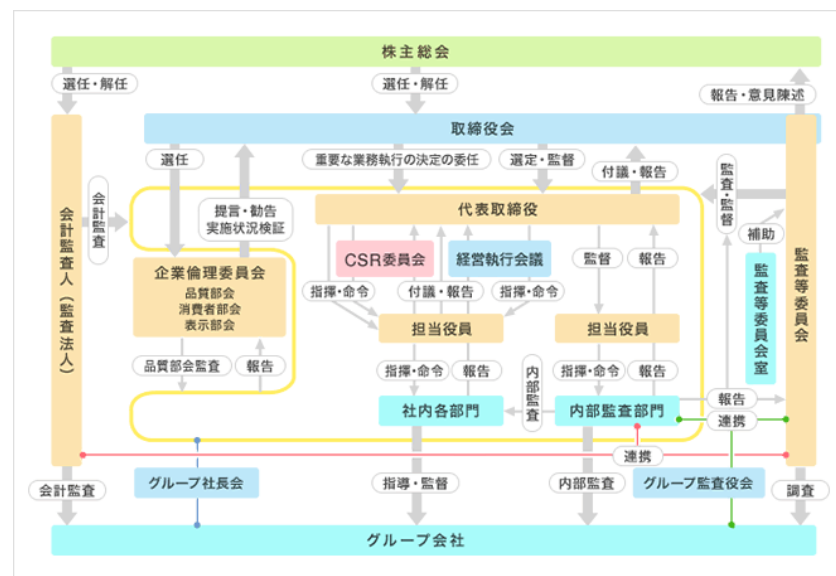 株主総会
選任・解任
選任・解任
報告・意見陳述
取締役会
選任
重要な業務執行の決定の委任
選定・監督
付議・報告
監査・監督
会計監査
提言・勧告
実施状況検証
代表取締役
補助
会計監査人（監査法人）
企業倫理委員会
品質部会
消費者部会
表示部会
CSR委員会
経営執行会議
監督
報告
監査等委員会室
監査等委員会
指揮・命令
付議・報告
指揮・命令
担当役員
担当役員
品質部会監査
報告
指揮・命令
報告
内部監査
指揮・命令
報告
社内各部門
内部監査部門
報告
連携
連携
会計監査
グループ社長会
指導・監督
内部監査
グループ監査役会
調査
グループ会社